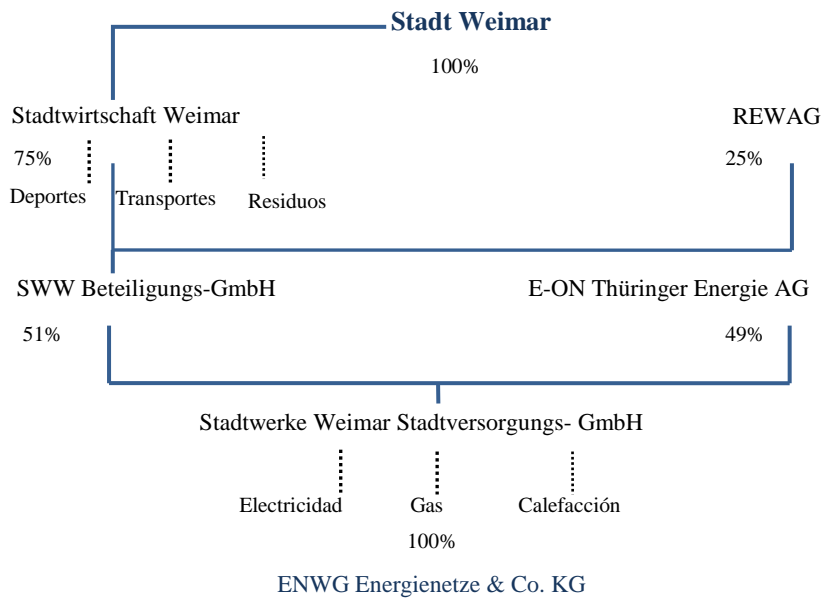 Stadt Weimar
100%
Stadtwirtschaft Weimar REWAG
75% 25%
Deportes Transportes Residuos
SWW Beteiligungs-GmbH E-ON Thüringer Energie AG
51% 49%
Stadtwerke Weimar Stadtversorgungs- GmbH
Electricidad Gas Calefacción
100%
ENWG Energienetze & Co. KG